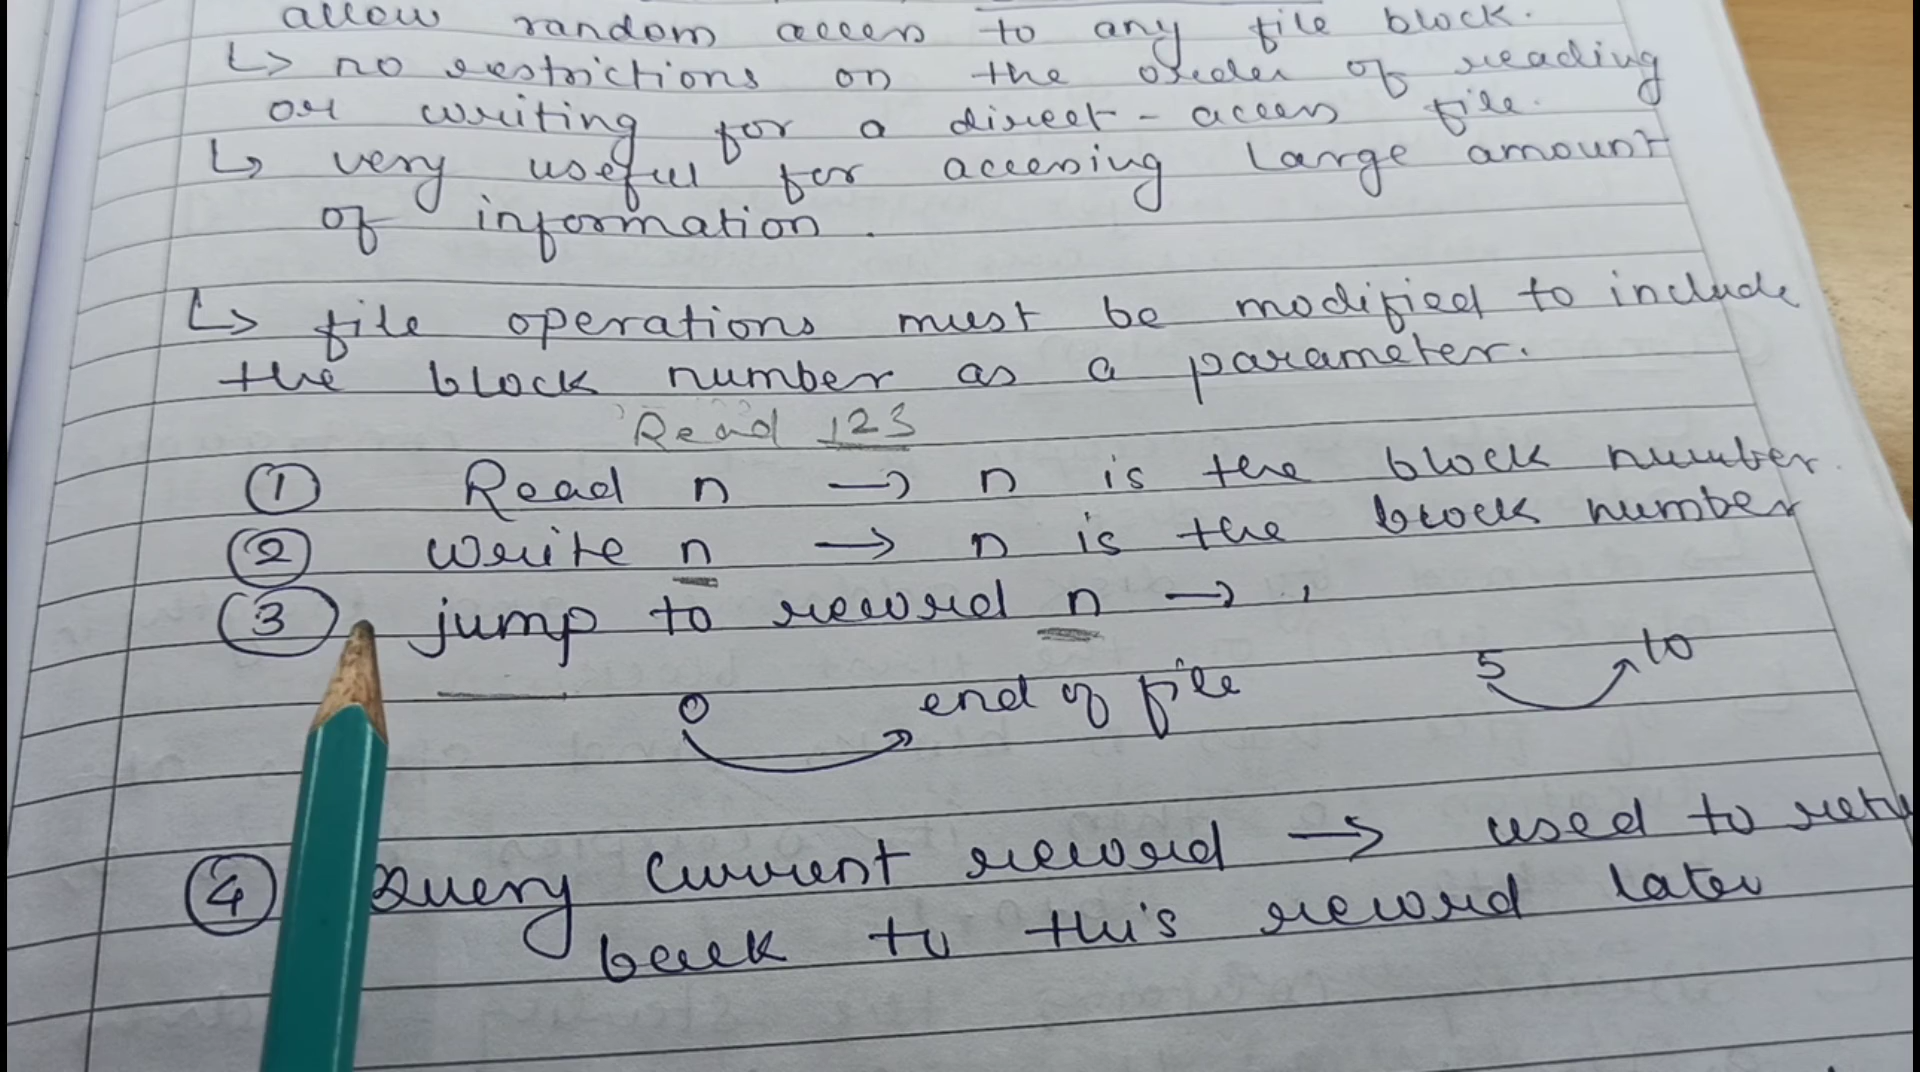 allow random access to any file block.
↳ no restrictions on the order of reading
or writing for a direct-access file.
↳ very useful for accessing large amount
of information.
↳ file operations must be modified to include
the block number as a parameter.
Read 123
① Read n → n is the block number.
② write n → n is the block number
③ jump to record n → '
0 end of file 5 10
④ Query current record → used to retu
back to this record later